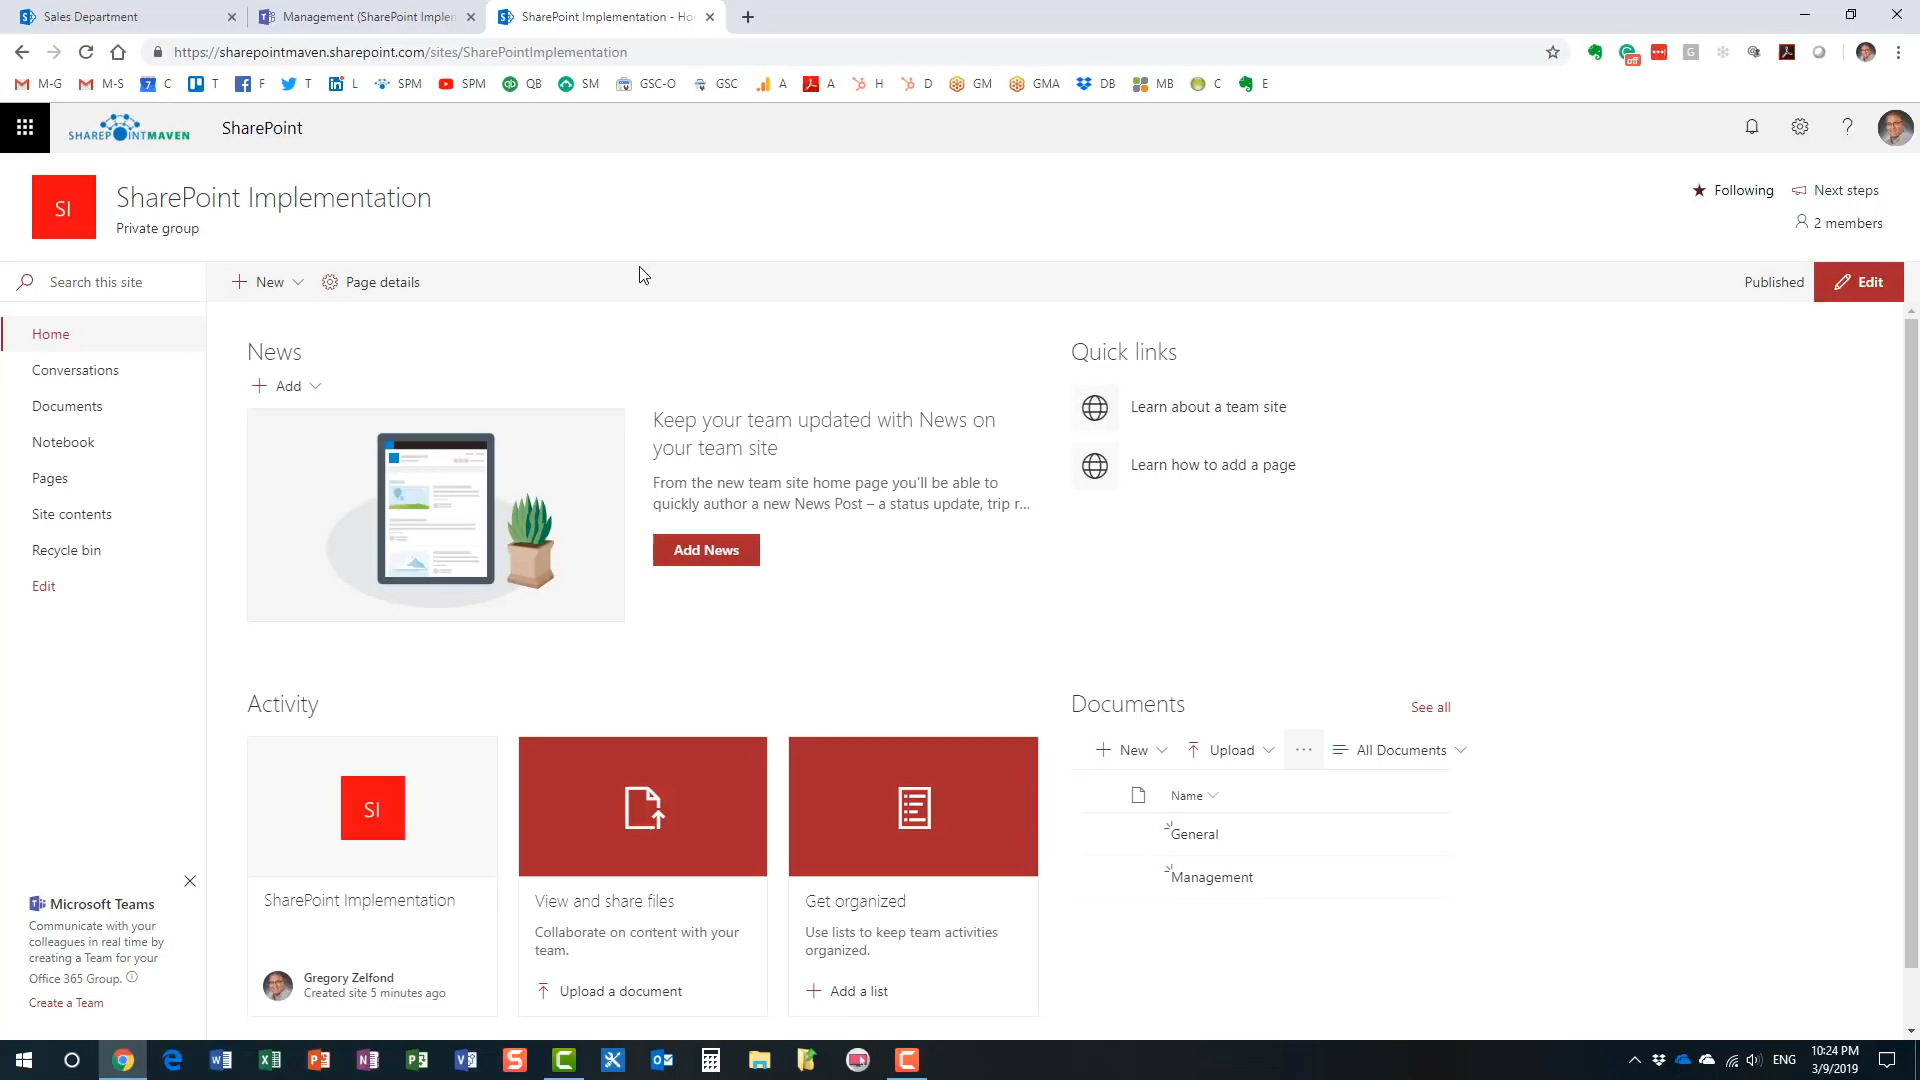 Sales Department
Management (SharePoint Implem
SharePoint Implementation - Ho
https://sharepointmaven.sharepoint.com/sites/SharePointImplementation
off
G
M-G
M-S
7 C
T
F
T
L
SPM
SPM
QB
SM
GSC-O
GSC
A
A
H
D
GM
GMA
DB
MB
C
E
SHAREPOINTMAVEN
SharePoint
SI
SharePoint Implementation
Private group
Following
Next steps
2 members
Search this site
New
Page details
Published
Edit
Home
Conversations
Documents
Notebook
Pages
Site contents
Recycle bin
Edit
News
Add
Keep your team updated with News on
your team site
From the new team site home page you'll be able to
quickly author a new News Post – a status update, trip r...
Add News
Quick links
Learn about a team site
Learn how to add a page
Activity
SI
SharePoint Implementation
Gregory Zelfond
Created site 5 minutes ago
View and share files
Collaborate on content with your
team.
Upload a document
Get organized
Use lists to keep team activities
organized.
Add a list
Documents
See all
New
Upload
All Documents
Name
General
Management
Microsoft Teams
Communicate with your
colleagues in real time by
creating a Team for your
Office 365 Group.
Create a Team
ENG
10:24 PM
3/9/2019